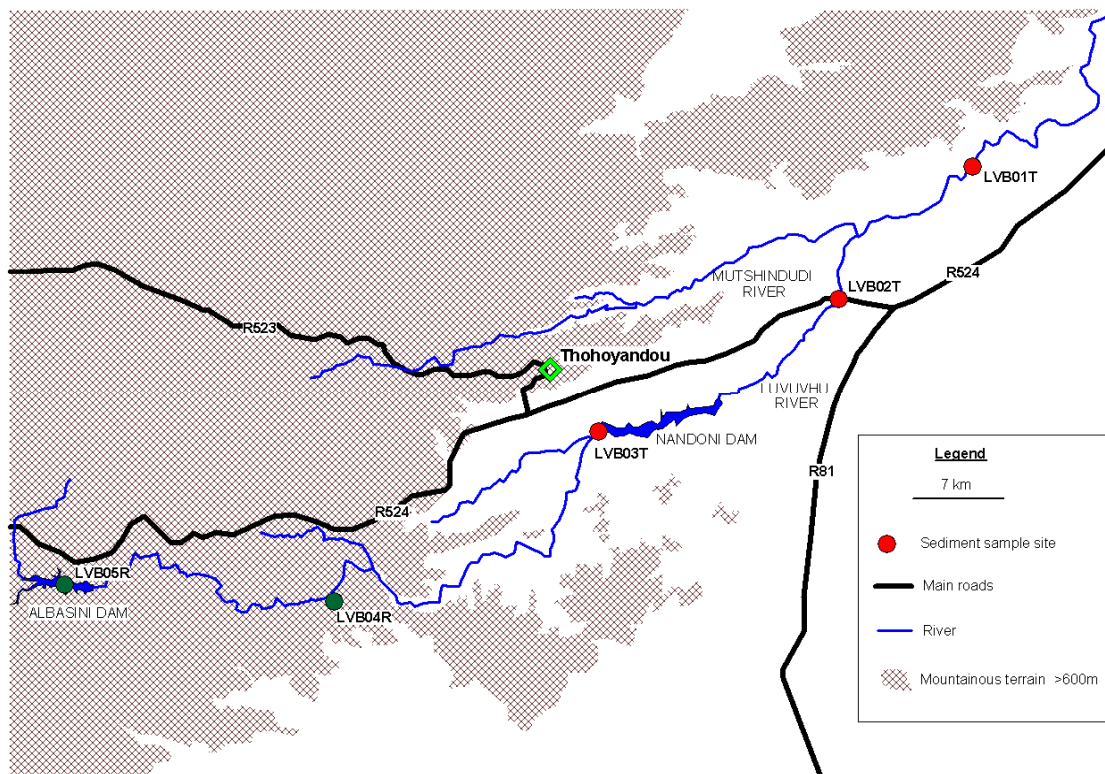 LVB01T
R524
MUTSHINDUDI
RIVER
LVB02T
R523
Thohoyandou
LUVUVHU
RIVER
LVB03T
NANDONI DAM
R81
R524
LVB05R
ALBASINI DAM
LVB04R
Legend
7 km
Sediment sample site
Main roads
River
Mountainous terrain >600m